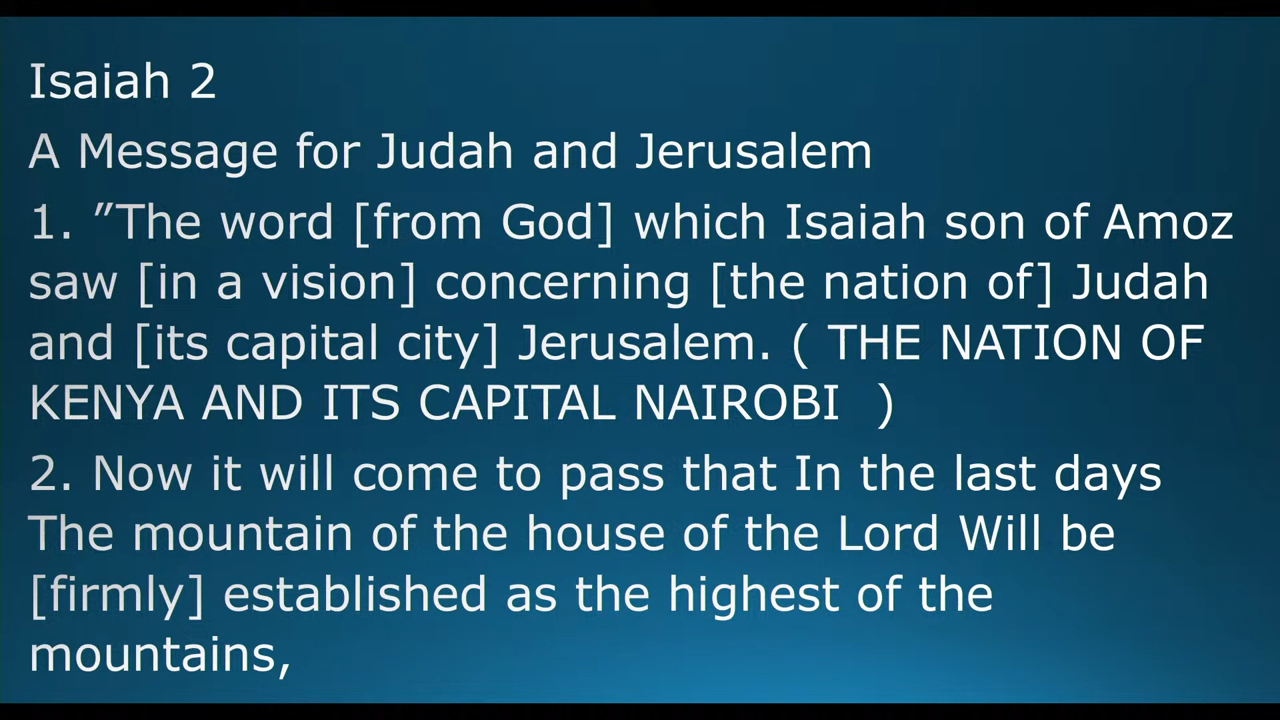 Isaiah 2
A Message for Judah and Jerusalem
1. ”The word [from God] which Isaiah son of Amoz
saw [in a vision] concerning [the nation of] Judah
and [its capital city] Jerusalem. ( THE NATION OF
KENYA AND ITS CAPITAL NAIROBI  )
2. Now it will come to pass that In the last days
The mountain of the house of the Lord Will be
[firmly] established as the highest of the
mountains,